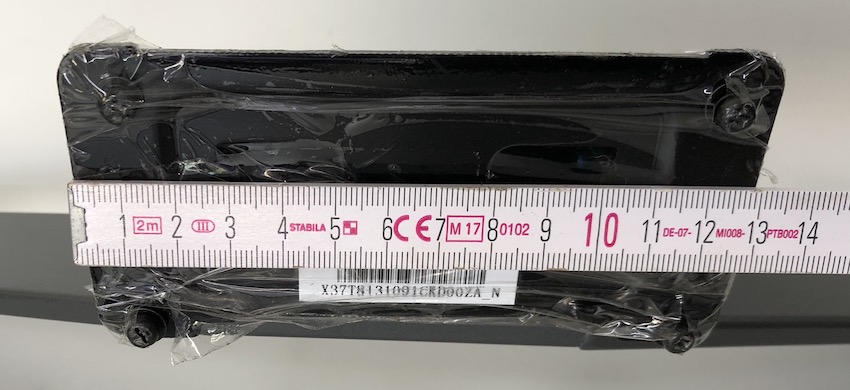 1 2m 2 III 3 4 STABILA 5 6 CE 7 M 17 8 0102 9 10 11 DE-07- 12 MI008- 13 PTB002 14